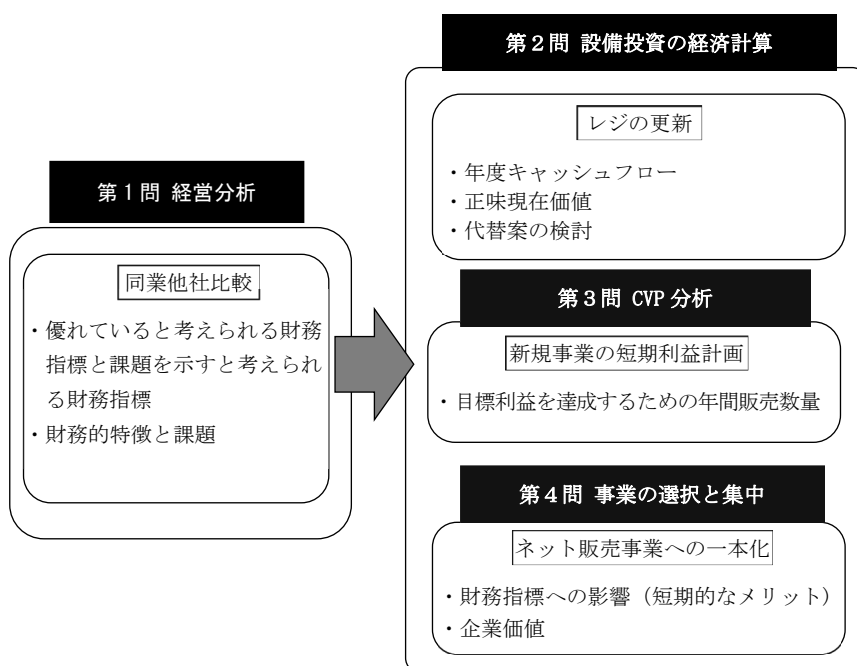 第１問 経営分析
同業他社比較
・優れていると考えられる財務
指標と課題を示すと考えられ
る財務指標
・財務的特徴と課題
第２問 設備投資の経済計算
レジの更新
・年度キャッシュフロー
・正味現在価値
・代替案の検討
第３問 CVP 分析
新規事業の短期利益計画
・目標利益を達成するための年間販売数量
第４問 事業の選択と集中
ネット販売事業への一本化
・財務指標への影響（短期的なメリット）
・企業価値